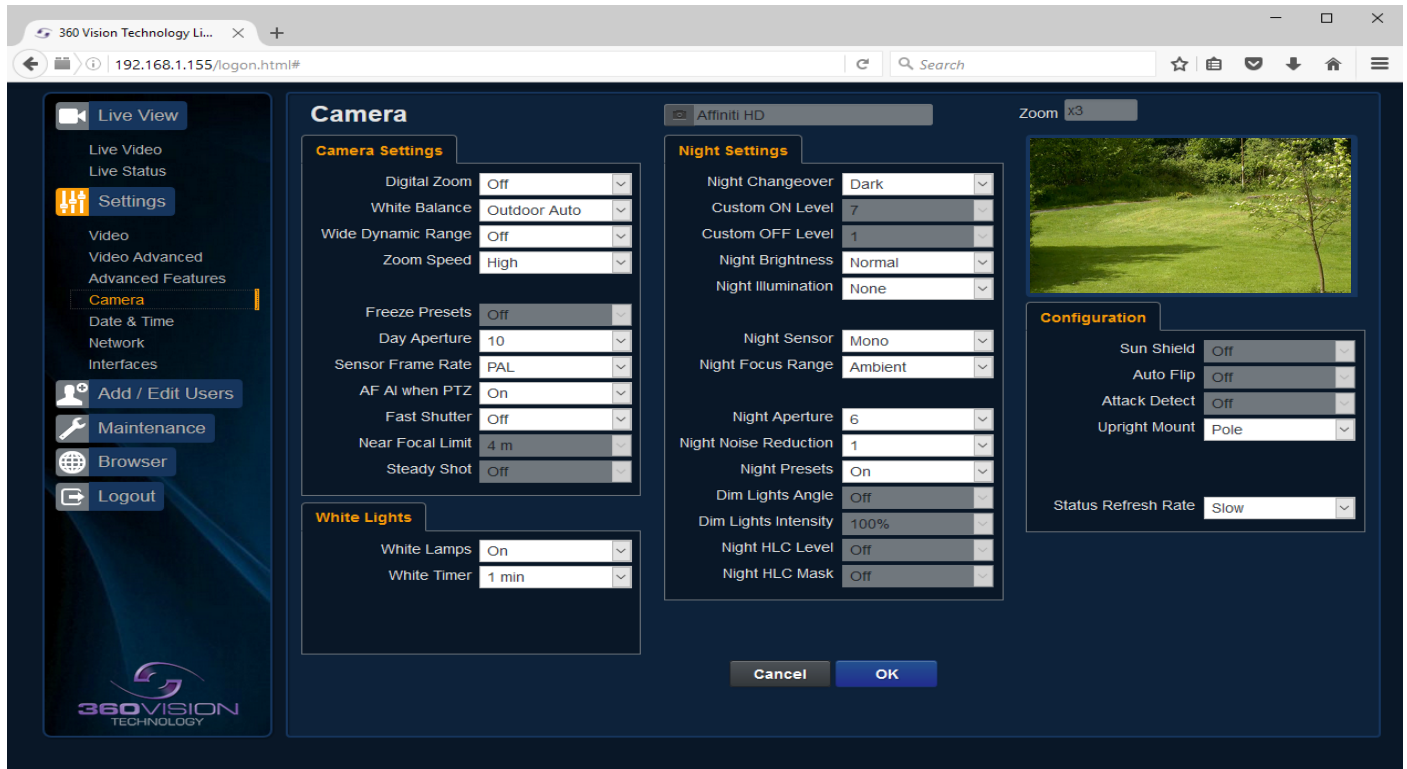 360 Vision Technology Li...
192.168.1.155/logon.html#
Search
Live View
Live Video
Live Status
Settings
Video
Video Advanced
Advanced Features
Camera
Date & Time
Network
Interfaces
Add / Edit Users
Maintenance
Browser
Logout
360VISION
TECHNOLOGY
Camera
Affiniti HD
Zoom x3
Camera Settings
Digital Zoom Off
White Balance Outdoor Auto
Wide Dynamic Range Off
Zoom Speed High
Freeze Presets Off
Day Aperture 10
Sensor Frame Rate PAL
AF AI when PTZ On
Fast Shutter Off
Near Focal Limit 4 m
Steady Shot Off
White Lights
White Lamps On
White Timer 1 min
Night Settings
Night Changeover Dark
Custom ON Level 7
Custom OFF Level 1
Night Brightness Normal
Night Illumination None
Night Sensor Mono
Night Focus Range Ambient
Night Aperture 6
Night Noise Reduction 1
Night Presets On
Dim Lights Angle Off
Dim Lights Intensity 100%
Night HLC Level Off
Night HLC Mask Off
Configuration
Sun Shield Off
Auto Flip Off
Attack Detect Off
Upright Mount Pole
Status Refresh Rate Slow
Cancel
OK